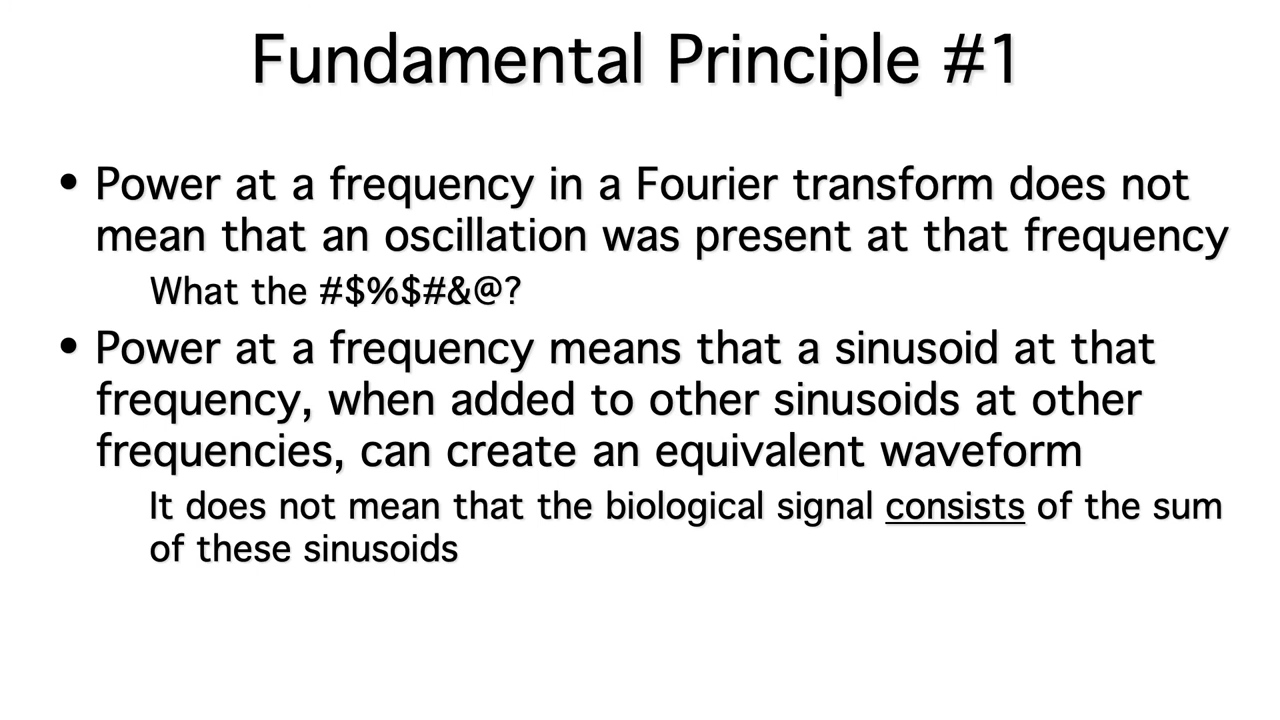 Fundamental Principle #1
• Power at a frequency in a Fourier transform does not
mean that an oscillation was present at that frequency
What the #$%$#&@?
• Power at a frequency means that a sinusoid at that
frequency, when added to other sinusoids at other
frequencies, can create an equivalent waveform
It does not mean that the biological signal consists of the sum
of these sinusoids